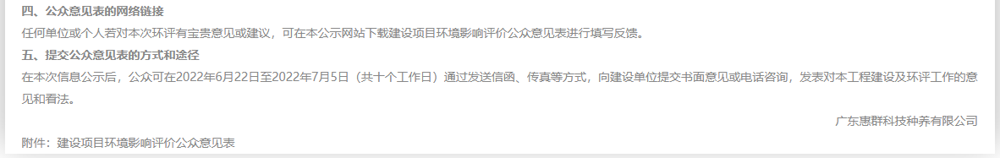 四、公众意见表的网络链接
任何单位或个人若对本次环评有宝贵意见或建议，可在本公示网站下载建设项目环境影响评价公众意见表进行填写反馈。
五、提交公众意见表的方式和途径
在本次信息公示后，公众可在2022年6月22日至2022年7月5日（共十个工作日）通过发送信函、传真等方式，向建设单位提交书面意见或电话咨询，发表对本工程建设及环评工作的意
见和看法。
广东惠群科技种养有限公司
附件：建设项目环境影响评价公众意见表